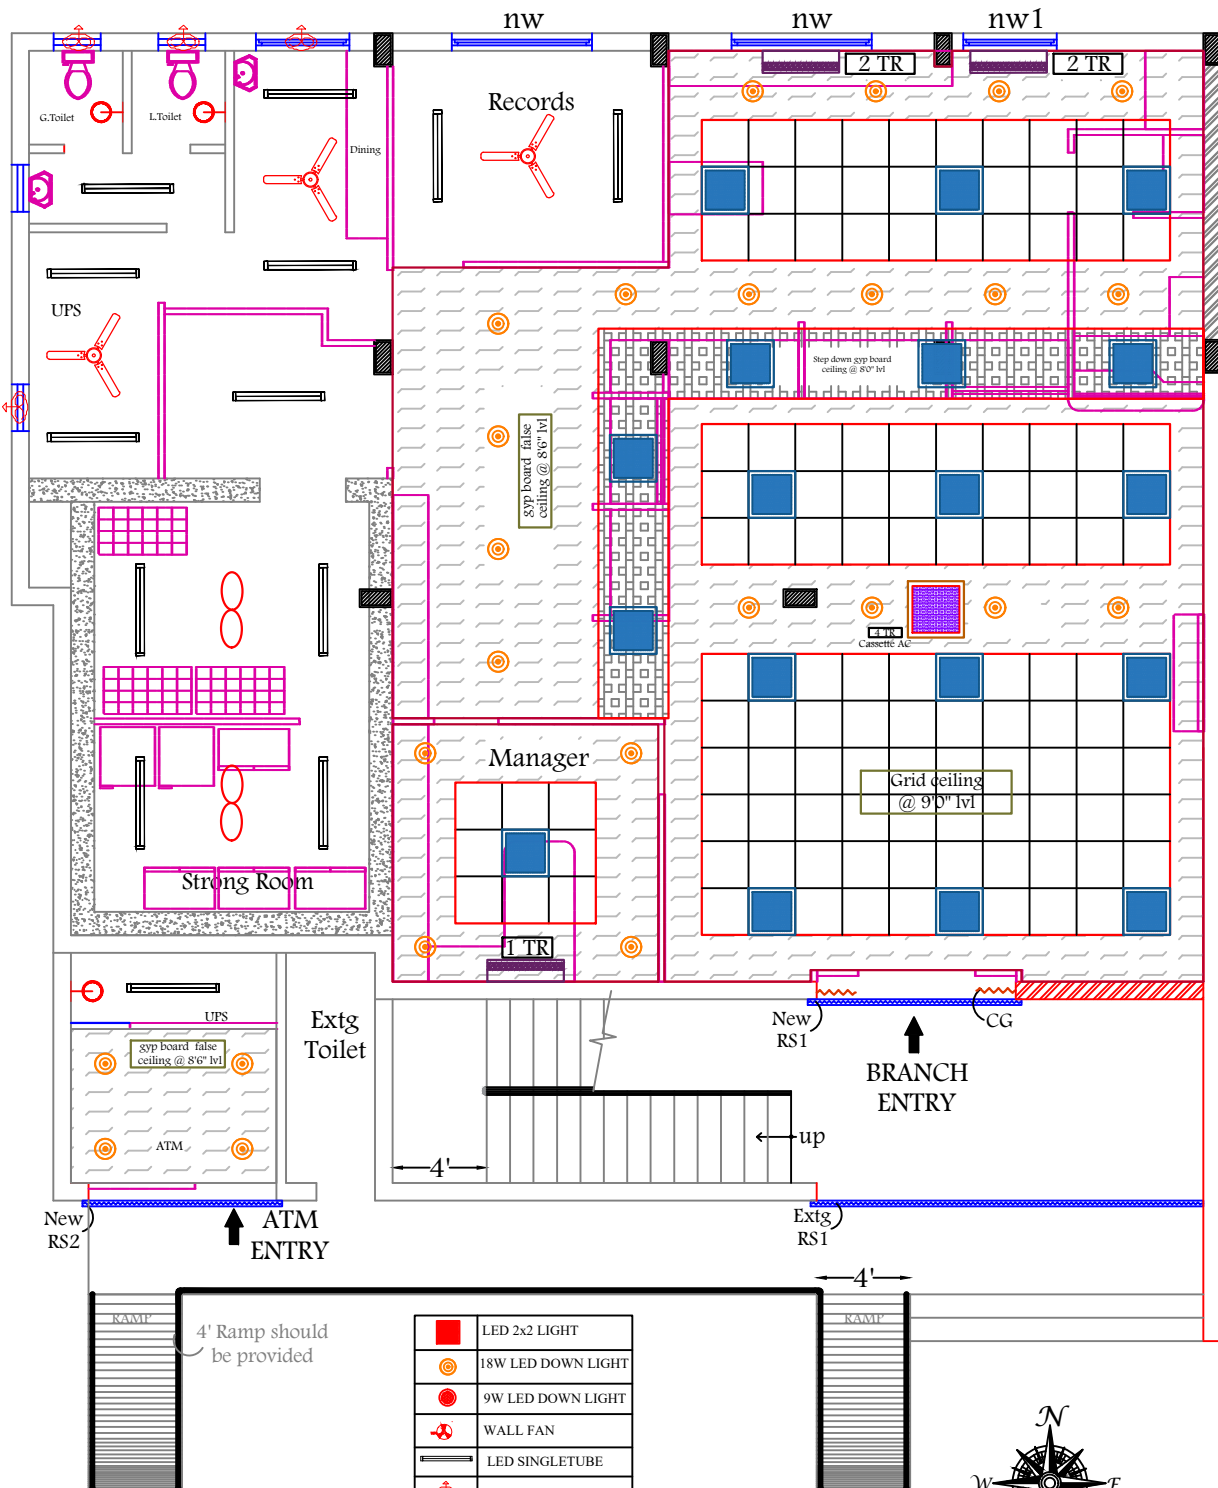 nw
nw
nw1
2 TR
2 TR
Records
G.Toilet
L.Toilet
Dining
UPS
Step down gyp board
ceiling @ 8'0" lvl
gyp board false
ceiling @ 8'6" lvl
4 TR
Cassette AC
Manager
Grid ceiling
@ 9'0" lvl
Strong Room
1 TR
UPS
Extg
Toilet
gyp board false
ceiling @ 8'6" lvl
ATM
New
RS1
CG
BRANCH
ENTRY
up
4'
New
RS2
ATM
ENTRY
Extg
RS1
4'
RAMP
4' Ramp should
be provided
RAMP
LED 2x2 LIGHT
18W LED DOWN LIGHT
9W LED DOWN LIGHT
WALL FAN
LED SINGLETUBE
N
W
E